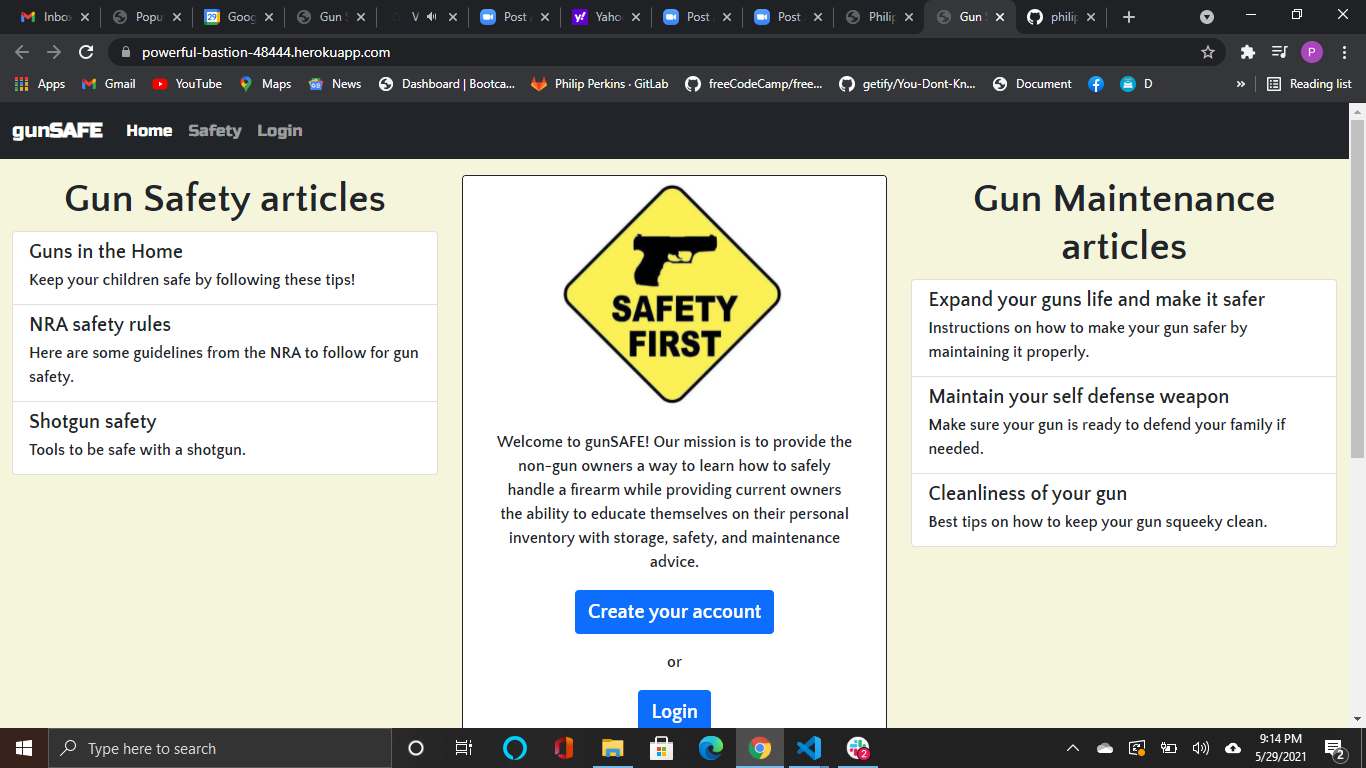 Inbo
Popu
Goog
Gun S
V
Post
Yaho
Post
Post
Philip
Gun
philip
powerful-bastion-48444.herokuapp.com
P
Apps
Gmail
YouTube
Maps
News
Dashboard | Bootca...
Philip Perkins · GitLab
freeCodeCamp/free...
getify/You-Dont-Kn...
Document
D
»
Reading list
gunSAFE
Home
Safety
Login
Gun Safety articles
Guns in the Home
Keep your children safe by following these tips!
NRA safety rules
Here are some guidelines from the NRA to follow for gun
safety.
Shotgun safety
Tools to be safe with a shotgun.
SAFETY
FIRST
Welcome to gunSAFE! Our mission is to provide the
non-gun owners a way to learn how to safely
handle a firearm while providing current owners
the ability to educate themselves on their personal
inventory with storage, safety, and maintenance
advice.
Create your account
or
Login
Gun Maintenance
articles
Expand your guns life and make it safer
Instructions on how to make your gun safer by
maintaining it properly.
Maintain your self defense weapon
Make sure your gun is ready to defend your family if
needed.
Cleanliness of your gun
Best tips on how to keep your gun squeeky clean.
Type here to search
2
9:14 PM
5/29/2021
2